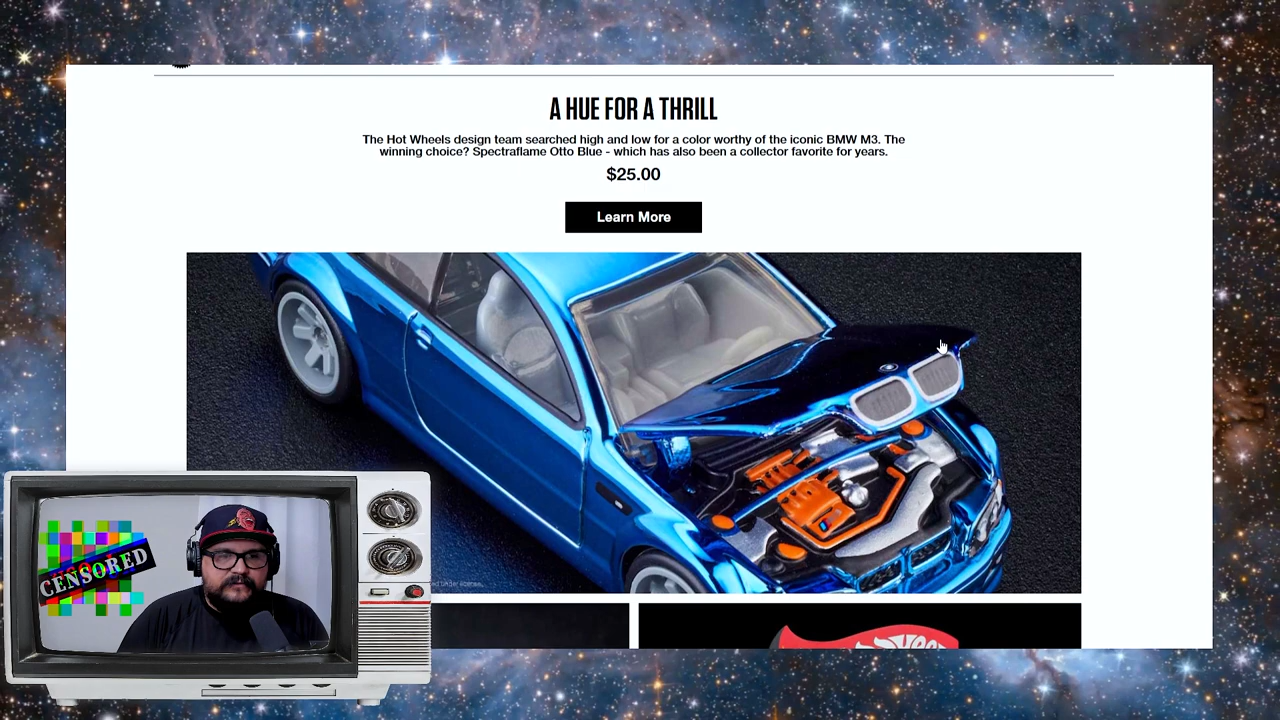 A HUE FOR A THRILL
The Hot Wheels design team searched high and low for a color worthy of the iconic BMW M3. The
winning choice? Spectraflame Otto Blue - which has also been a collector favorite for years.
$25.00
Learn More
CENSORED